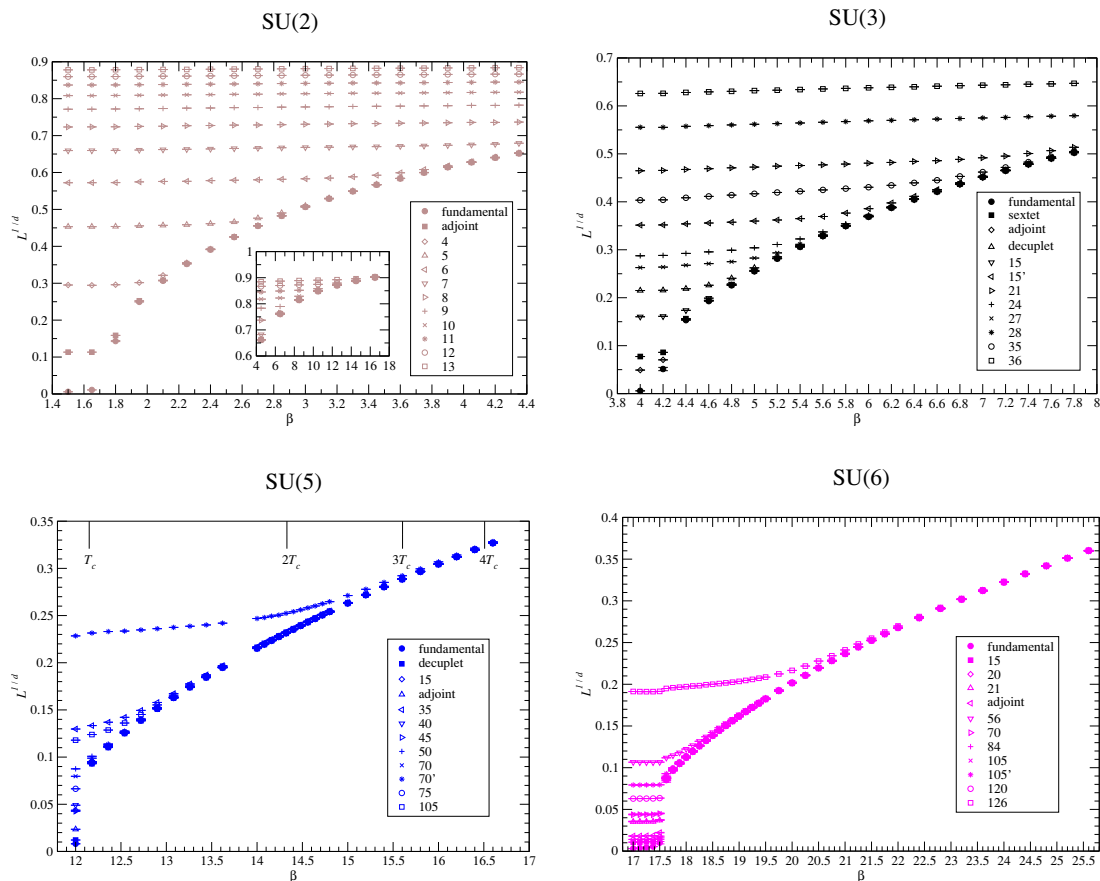 SU(2)
0.9
0.8
0.7
0.6
0.5
0.4
0.3
0.2
0.1
0
L^{1/d}
1.4 1.6 1.8 2 2.2 2.4 2.6 2.8 3 3.2 3.4 3.6 3.8 4 4.2 4.4
β
fundamental
adjoint
4
5
6
7
8
9
10
11
12
13
1
0.9
0.8
0.7
0.6
4 6 8 10 12 14 16 18
SU(3)
0.7
0.6
0.5
0.4
0.3
0.2
0.1
0
L^{1/d}
3.8 4 4.2 4.4 4.6 4.8 5 5.2 5.4 5.6 5.8 6 6.2 6.4 6.6 6.8 7 7.2 7.4 7.6 7.8 8
β
fundamental
sextet
adjoint
decuplet
15
15'
21
24
27
28
35
36
SU(5)
0.35
0.3
0.25
0.2
0.15
0.1
0.05
0
L^{1/d}
T_c 2T_c 3T_c 4T_c
12 12.5 13 13.5 14 14.5 15 15.5 16 16.5 17
β
fundamental
decuplet
15
adjoint
35
40
45
50
70
70'
75
105
SU(6)
0.4
0.35
0.3
0.25
0.2
0.15
0.1
0.05
0
L^{1/d}
17 17.5 18 18.5 19 19.5 20 20.5 21 21.5 22 22.5 23 23.5 24 24.5 25 25.5
β
fundamental
15
20
21
adjoint
56
70
84
105
105'
120
126